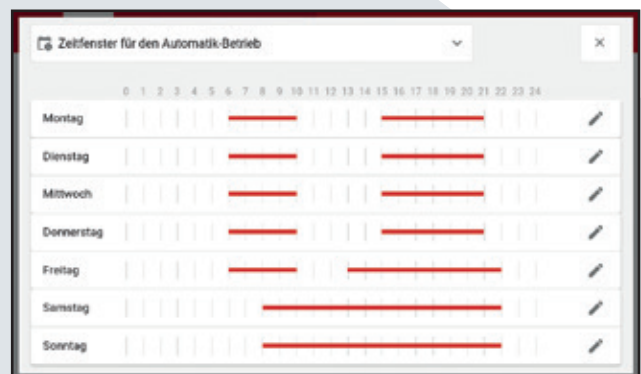 Zeitfenster für den Automatik-Betrieb
0 1 2 3 4 5 6 7 8 9 10 11 12 13 14 15 16 17 18 19 20 21 22 23 24
Montag
Dienstag
Mittwoch
Donnerstag
Freitag
Samstag
Sonntag